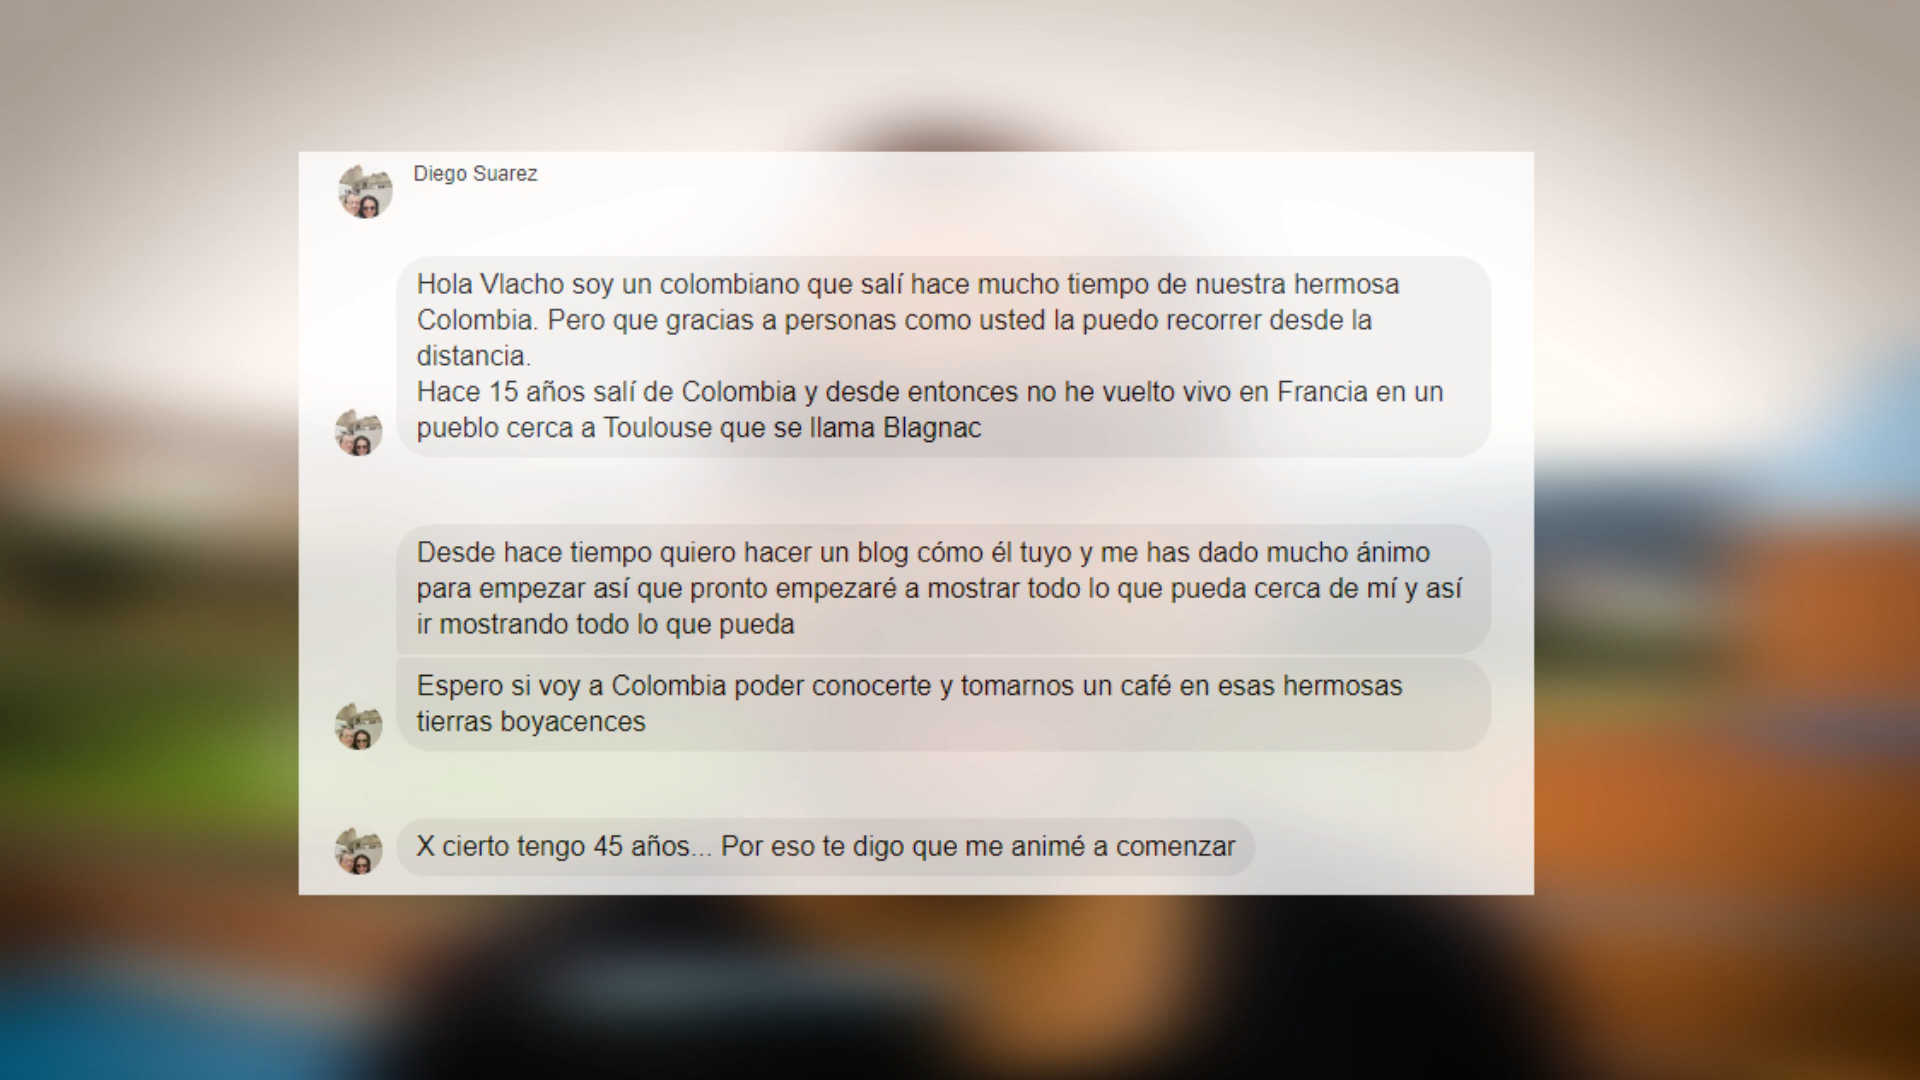 Diego Suarez
Hola Vlacho soy un colombiano que salí hace mucho tiempo de nuestra hermosa
Colombia. Pero que gracias a personas como usted la puedo recorrer desde la
distancia.
Hace 15 años salí de Colombia y desde entonces no he vuelto vivo en Francia en un
pueblo cerca a Toulouse que se llama Blagnac
Desde hace tiempo quiero hacer un blog cómo él tuyo y me has dado mucho ánimo
para empezar así que pronto empezaré a mostrar todo lo que pueda cerca de mí y así
ir mostrando todo lo que pueda
Espero si voy a Colombia poder conocerte y tomarnos un café en esas hermosas
tierras boyacences
X cierto tengo 45 años... Por eso te digo que me animé a comenzar